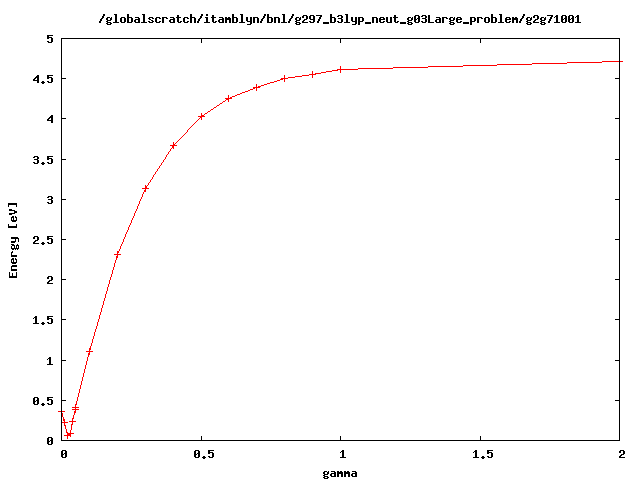 /globalscratch/itamblyn/bnl/g297_b3lyp_neut_g03Large_problem/g2g71001
5
4.5
4
3.5
3
2.5
2
1.5
1
0.5
0
Energy [eV]
0 0.5 1 1.5 2
gamma